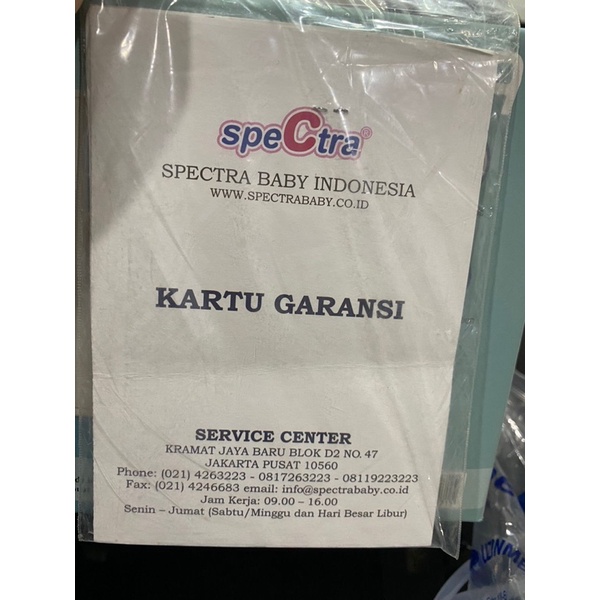 speCtra®
SPECTRA BABY INDONESIA
WWW.SPECTRABABY.CO.ID
KARTU GARANSI
SERVICE CENTER
KRAMAT JAYA BARU BLOK D2 NO. 47
JAKARTA PUSAT 10560
Phone: (021) 4263223 - 0817263223 - 08119223223
Fax: (021) 4246683 email: info@spectrababy.co.id
Jam Kerja: 09.00 – 16.00
Senin – Jumat (Sabtu/Minggu dan Hari Besar Libur)